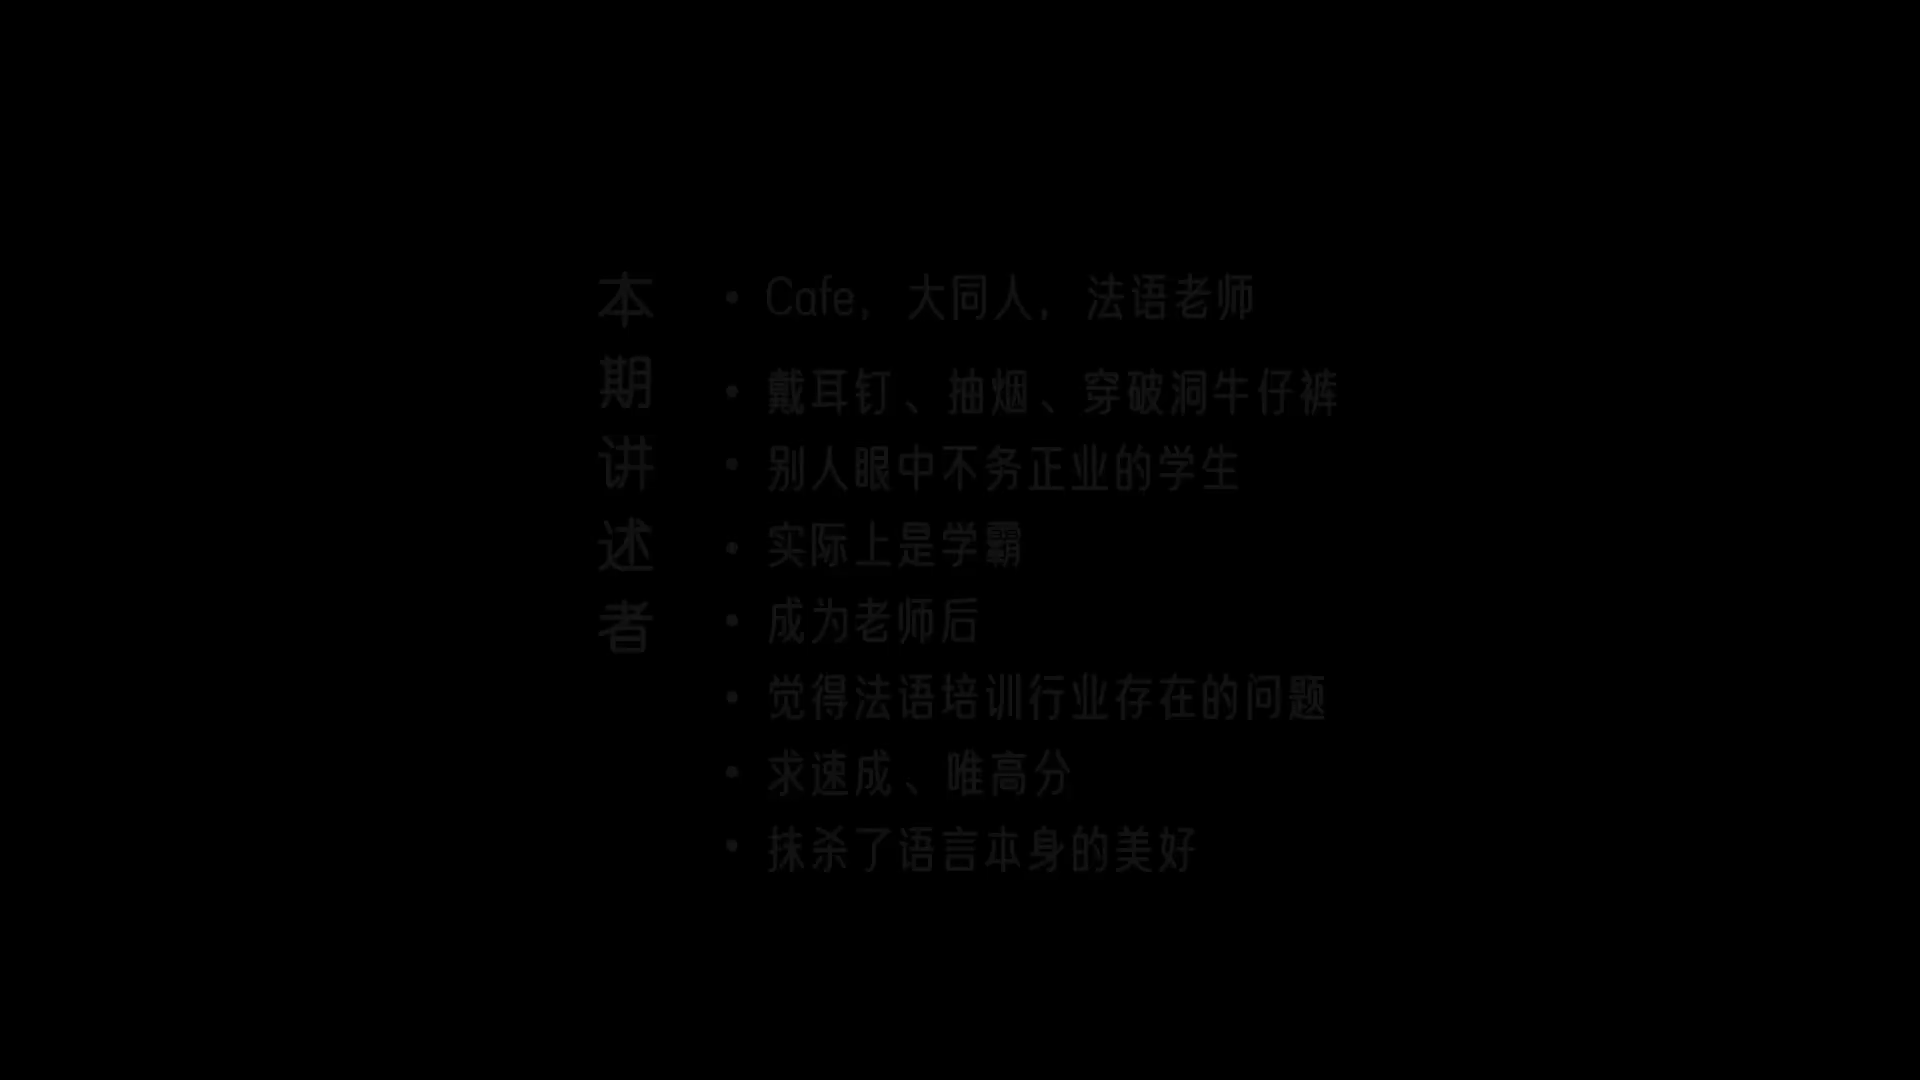 本期讲述者
• Cafe，大同人，法语老师
• 戴耳钉、抽烟、穿破洞牛仔裤
• 别人眼中不务正业的学生
• 实际上是学霸
• 成为老师后
• 觉得法语培训行业存在的问题
• 求速成、唯高分
• 抹杀了语言本身的美好